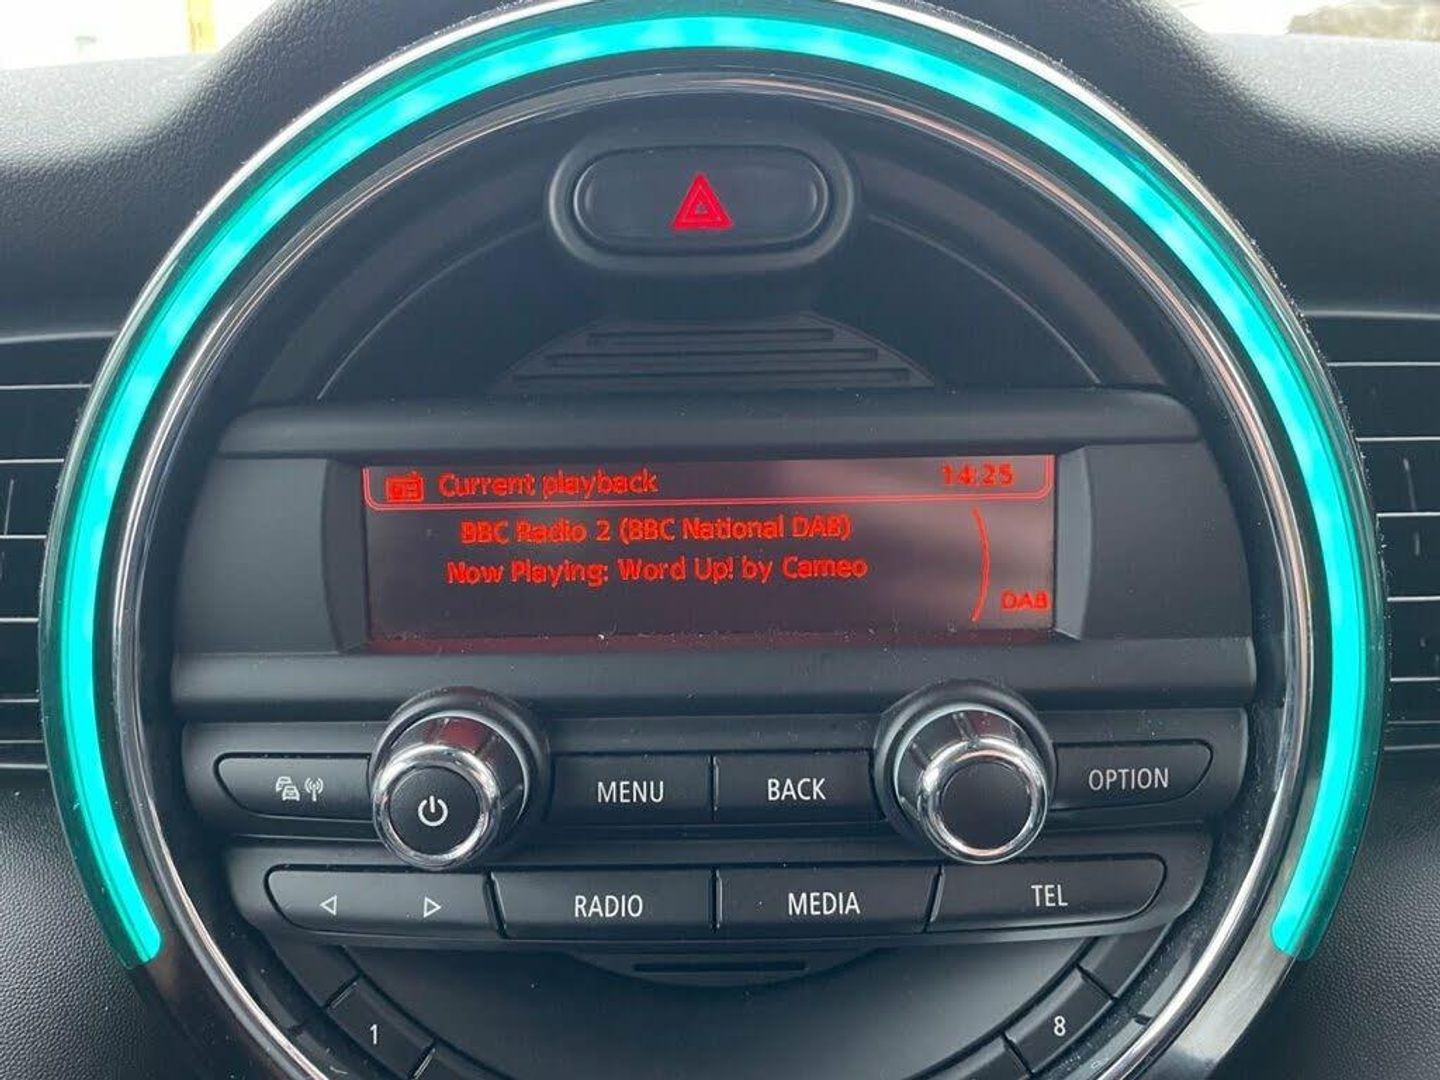 Current playback 14:25
BBC Radio 2 (BBC National DAB)
Now Playing: Word Up! by Cameo
DAB
MENU BACK OPTION
RADIO MEDIA TEL
1 8